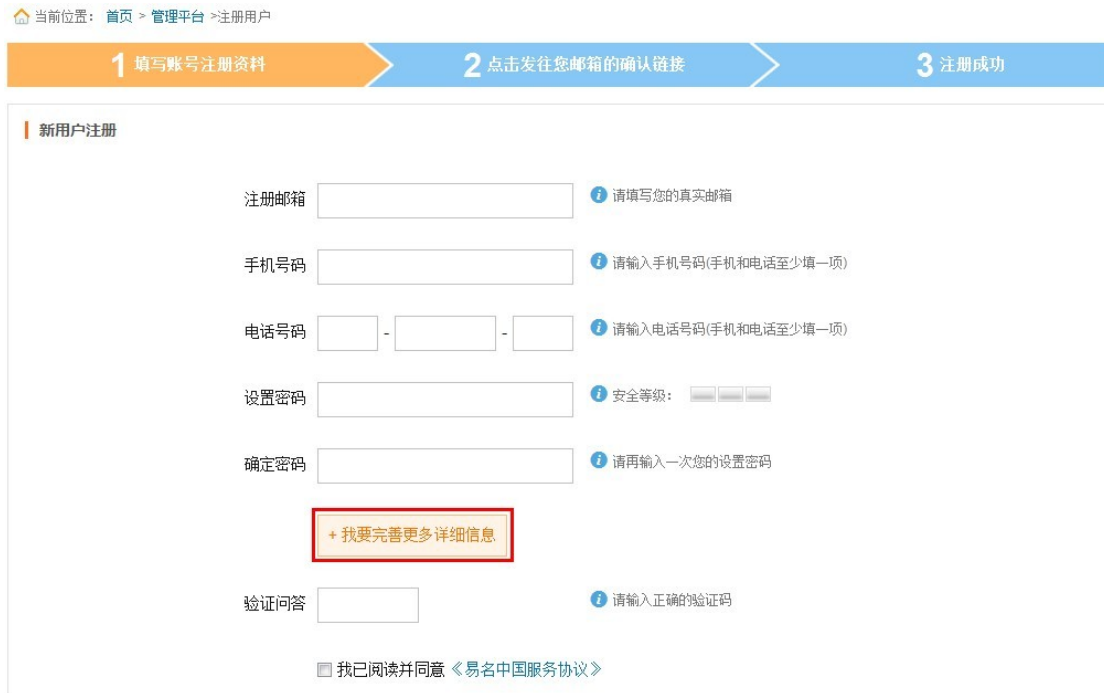 当前位置： 首页 > 管理平台 >注册用户
1 填写账号注册资料 2 点击发往您邮箱的确认链接 3 注册成功
新用户注册
注册邮箱 请填写您的真实邮箱
手机号码 请输入手机号码(手机和电话至少填一项)
电话号码 - - 请输入电话号码(手机和电话至少填一项)
设置密码 安全等级：
确定密码 请再输入一次您的设置密码
+ 我要完善更多详细信息
验证问答 请输入正确的验证码
我已阅读并同意《易名中国服务协议》